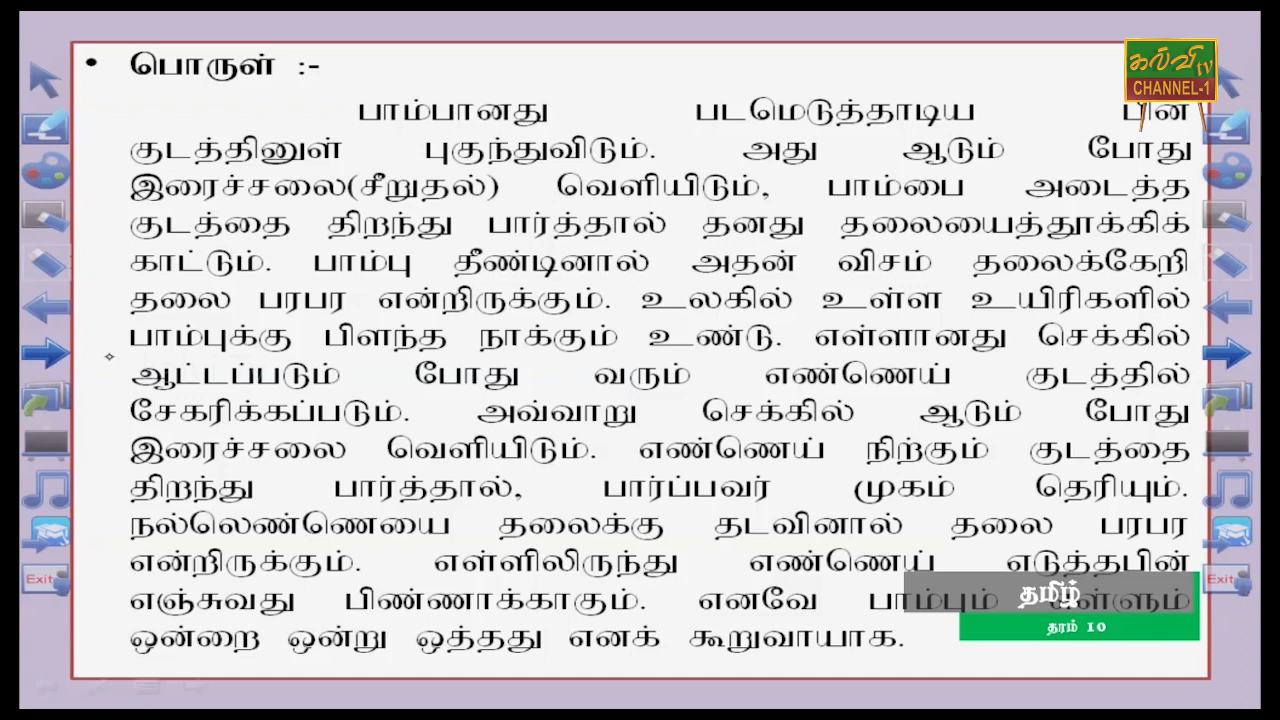 • பொருள் :-
கல்வி tv
CHANNEL-1
பாம்பானது படமெடுத்தாடிய பின்
குடத்தினுள் புகுந்துவிடும். அது ஆடும் போது
இரைச்சலை(சீறுதல்) வெளியிடும், பாம்பை அடைத்த
குடத்தை திறந்து பார்த்தால் தனது தலையைத்தூக்கிக்
காட்டும். பாம்பு தீண்டினால் அதன் விசம் தலைக்கேறி
தலை பரபர என்றிருக்கும். உலகில் உள்ள உயிரிகளில்
பாம்புக்கு பிளந்த நாக்கும் உண்டு. எள்ளானது செக்கில்
ஆட்டப்படும் போது வரும் எண்ணெய் குடத்தில்
சேகரிக்கப்படும். அவ்வாறு செக்கில் ஆடும் போது
இரைச்சலை வெளியிடும். எண்ணெய் நிற்கும் குடத்தை
திறந்து பார்த்தால், பார்ப்பவர் முகம் தெரியும்.
நல்லெண்ணெயை தலைக்கு தடவினால் தலை பரபர
என்றிருக்கும். எள்ளிலிருந்து எண்ணெய் எடுத்தபின்
எஞ்சுவது பிண்ணாக்காகும். எனவே பாம்பும் எள்ளும்
ஒன்றை ஒன்று ஒத்தது எனக் கூறுவாயாக.
தமிழ்
தரம் 10
Exit
Exit